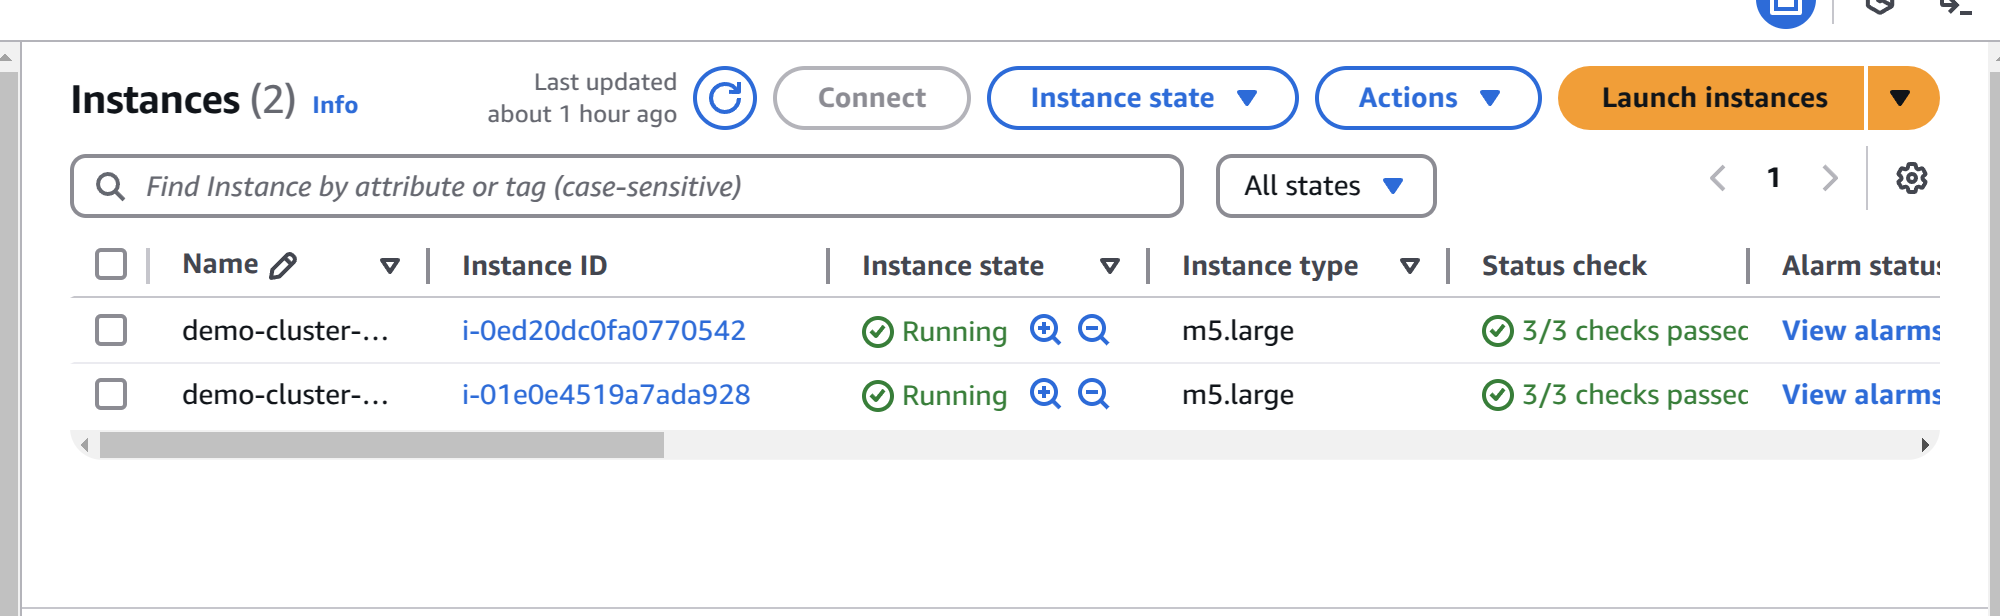 Instances (2) Info
Last updated
about 1 hour ago
Connect
Instance state
Actions
Launch instances
Find Instance by attribute or tag (case-sensitive)
All states
1
Name Instance ID Instance state Instance type Status check Alarm status
demo-cluster-... i-0ed20dc0fa0770542 Running m5.large 3/3 checks passed View alarms
demo-cluster-... i-01e0e4519a7ada928 Running m5.large 3/3 checks passed View alarms